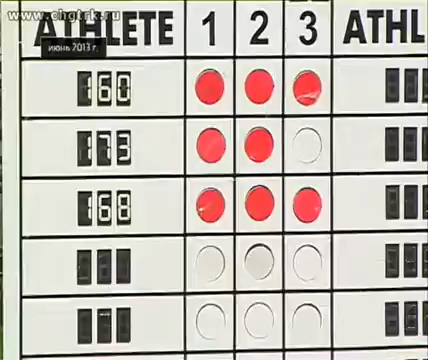 www.chgtrk.ru
ATHLETE 1 2 3 ATHL
июнь 2013 г.
160
173
168